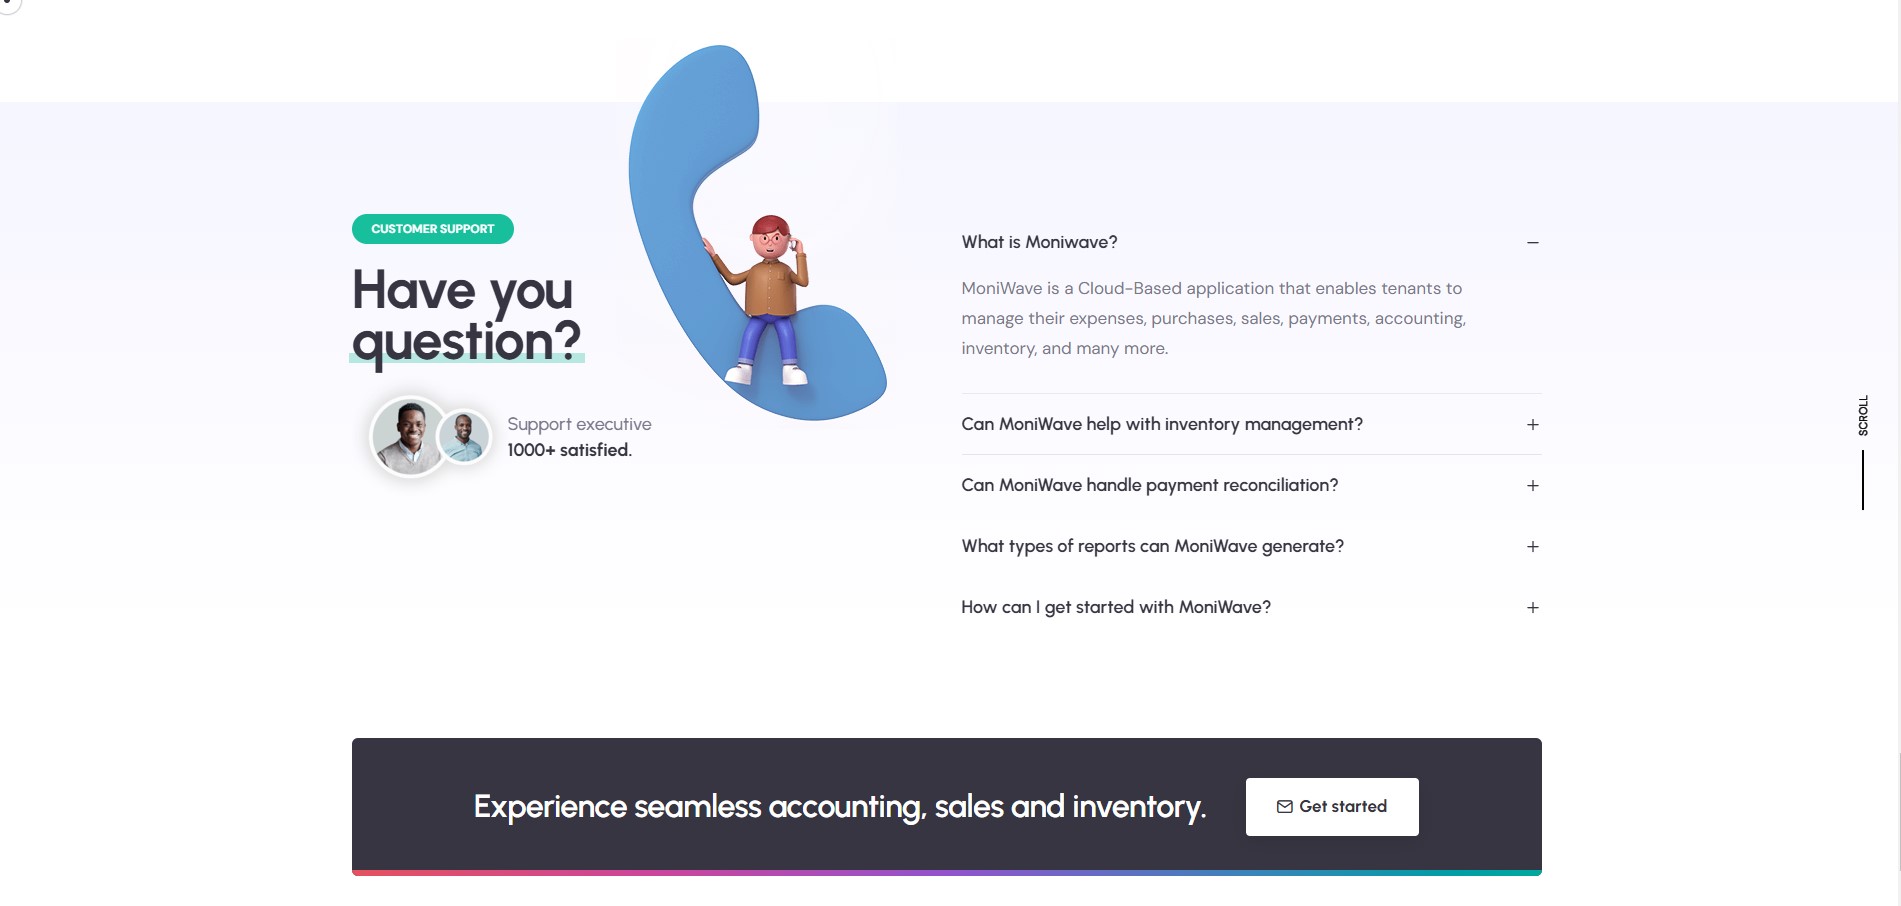 CUSTOMER SUPPORT
Have you
question?
Support executive
1000+ satisfied.
What is Moniwave?
MoniWave is a Cloud-Based application that enables tenants to
manage their expenses, purchases, sales, payments, accounting,
inventory, and many more.
Can MoniWave help with inventory management?
Can MoniWave handle payment reconciliation?
What types of reports can MoniWave generate?
How can I get started with MoniWave?
SCROLL
Experience seamless accounting, sales and inventory.
Get started